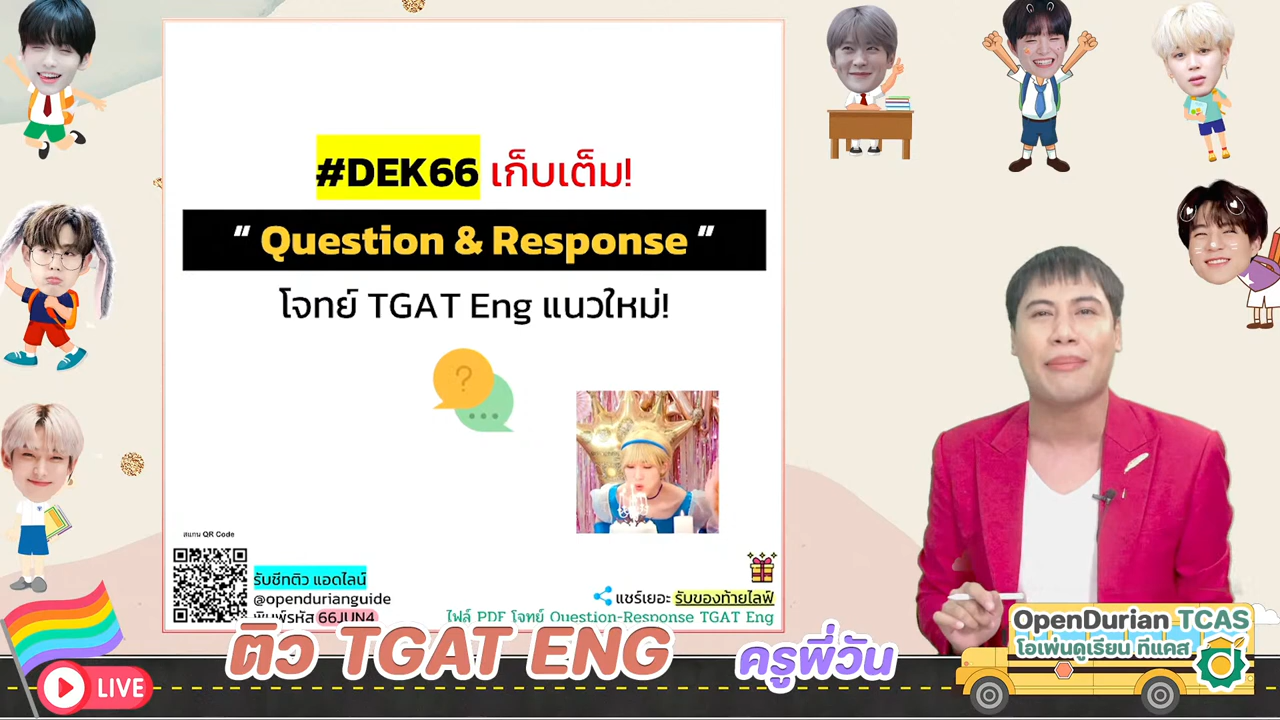 #DEK66 เก็บเต็ม!
“ Question & Response ”
โจทย์ TGAT Eng แนวใหม่!
?
สแกน QR Code
รับชีทติว แอดไลน์
@opendurianguide
พิมพ์รหัส 66JUN4
แชร์เยอะ รับของท้ายไลฟ์
ไฟล์ PDF โจทย์ Question-Response TGAT Eng
ติว TGAT ENG ครูพี่วัน
LIVE
OpenDurian TCAS
โอเพ่นดูเรียน ทีแคส